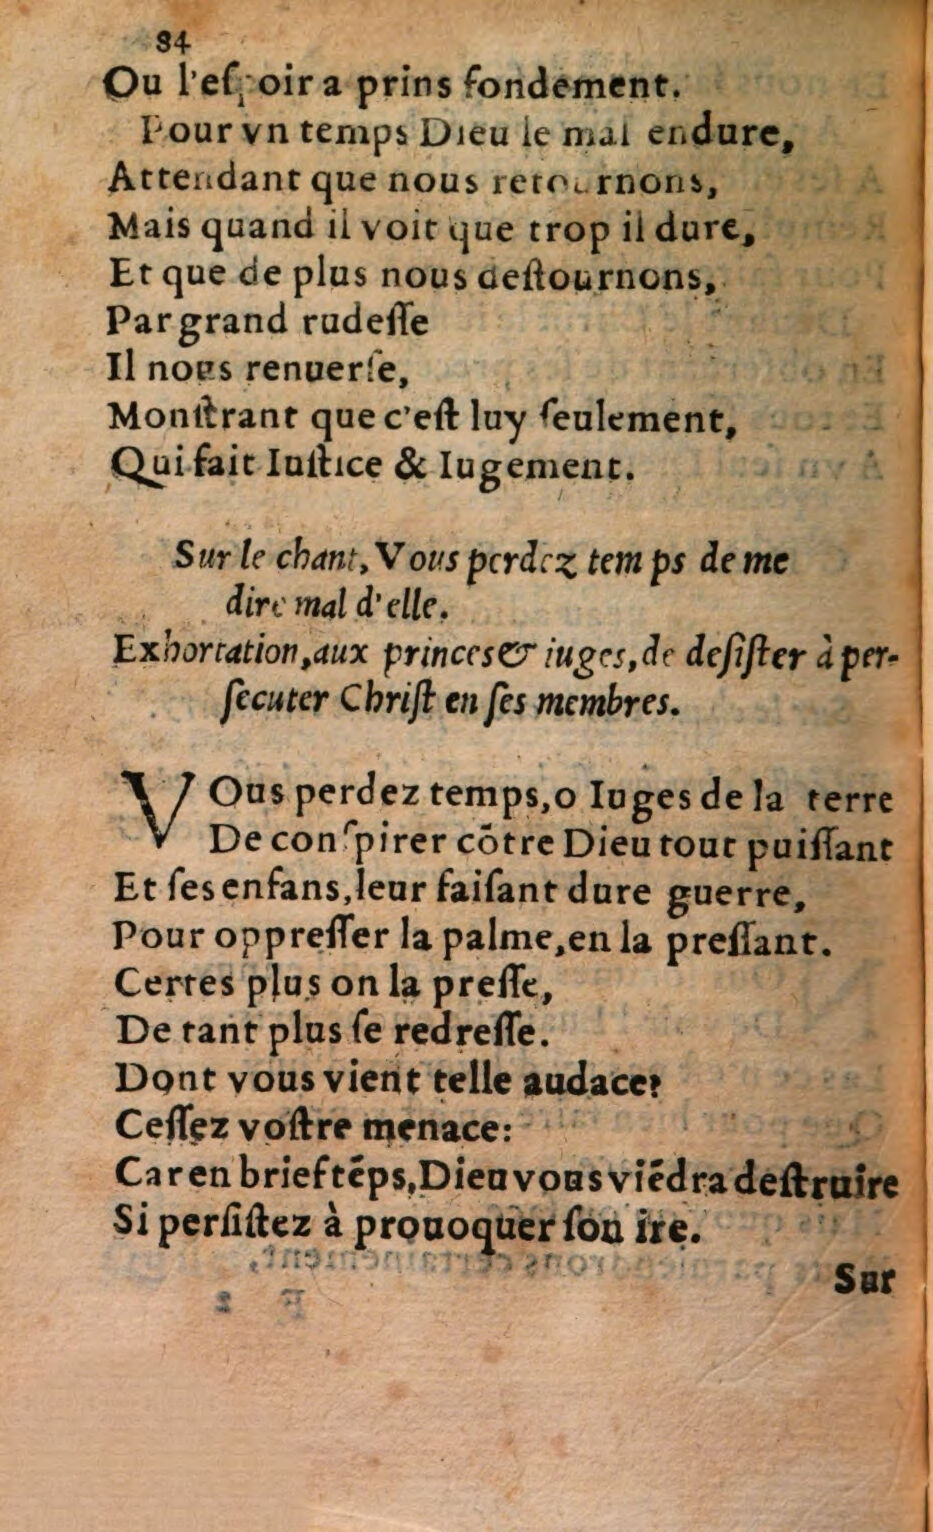 84
Ou l'eſpoir a prins fondement.
Pour vn temps Dieu le mal endure,
Attendant que nous retournons,
Mais quand il voit que trop il dure,
Et que de plus nous deſtournons,
Par grand rudeſſe
Il nous renuerſe,
Monſtrant que c'eſt luy ſeulement,
Qui fait Iuſtice & Iugement.
Sur le chant, Vous perdez temps de me
dire mal d'elle.
Exhortation, aux princes & iuges, de deſiſter à per-
ſecuter Chriſt en ſes membres.
VOus perdez temps, o Iuges de la terre
De conſpirer cōtre Dieu tout puiſſant
Et ſes enfans, leur faiſant dure guerre,
Pour oppreſſer la palme, en la preſſant.
Certes plus on la preſſe,
De tant plus ſe redreſſe.
Dont vous vient telle audace?
Ceſſez voſtre menace:
Car en brief tēps, Dieu vous viēdra deſtruire
Si perſiſtez à prouoquer ſon ire.
Sur